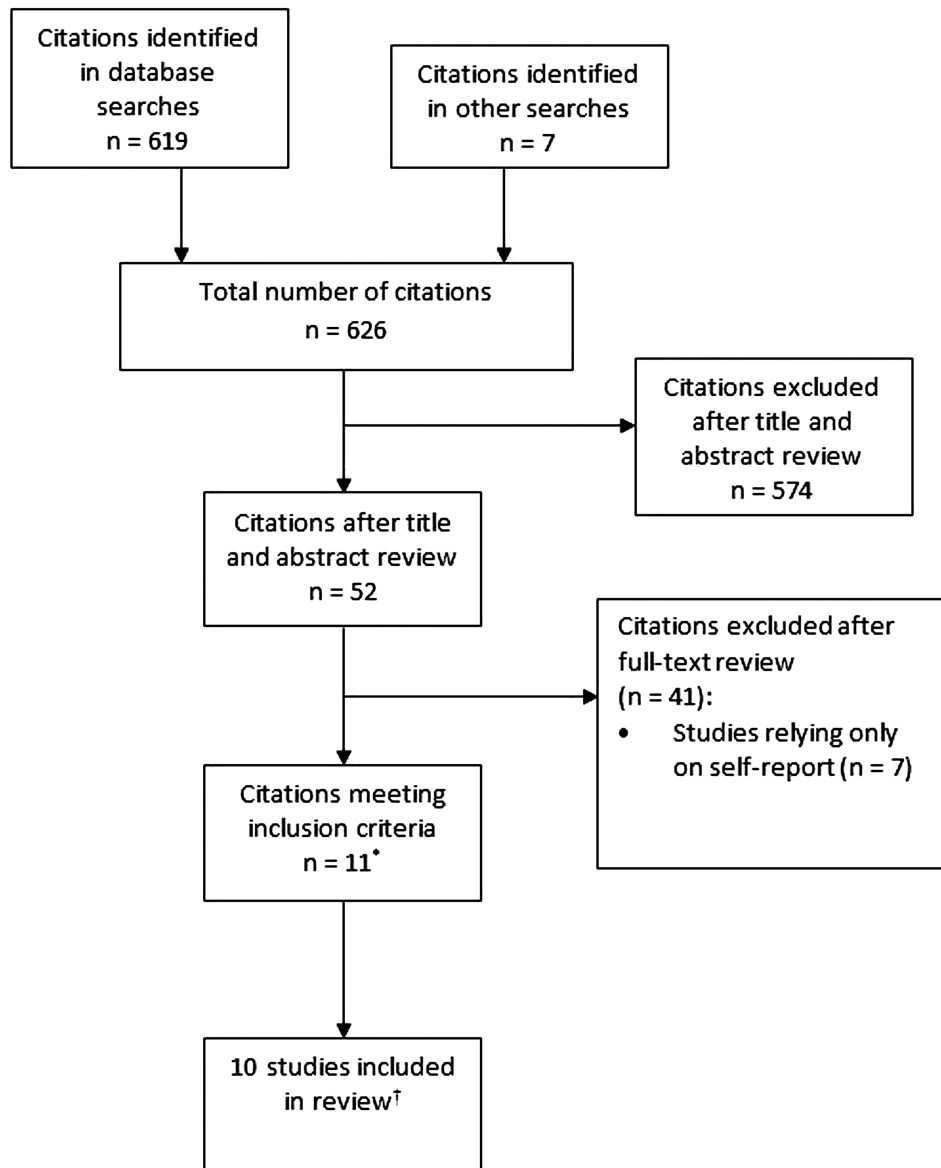 Citations identified
in database
searches
n = 619
Citations identified
in other searches
n = 7
Total number of citations
n = 626
Citations excluded
after title and
abstract review
n = 574
Citations after title
and abstract review
n = 52
Citations excluded after
full-text review
(n = 41):
• Studies relying only
on self-report (n = 7)
Citations meeting
inclusion criteria
n = 11*
10 studies included
in review†